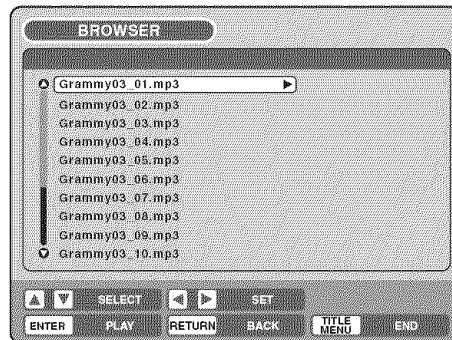 BROWSER
Grammy03_01.mp3
Grammy03_02.mp3
Grammy03_03.mp3
Grammy03_04.mp3
Grammy03_05.mp3
Grammy03_06.mp3
Grammy03_07.mp3
Grammy03_08.mp3
Grammy03_09.mp3
Grammy03_10.mp3
SELECT SET
ENTER PLAY RETURN BACK TITLE MENU END